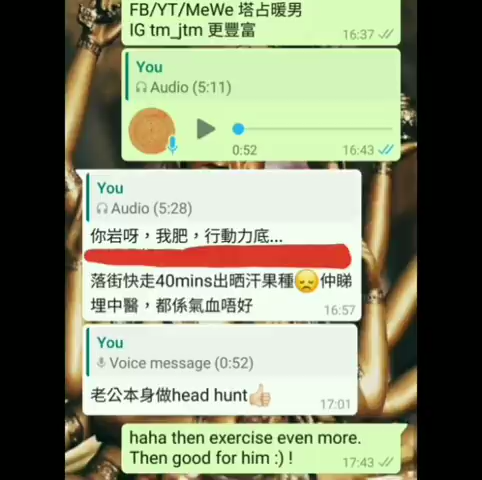 FB/YT/MeWe 塔占暖男
IG tm_jtm 更豐富
16:37
You
Audio (5:11)
0:52
16:43
You
Audio (5:28)
你岩呀，我肥，行動力底...
落街快走40mins出晒汗果種😞仲睇
埋中醫，都係氣血唔好
16:57
You
Voice message (0:52)
老公本身做head hunt👍🏻
17:01
haha then exercise even more.
Then good for him :) !
17:43